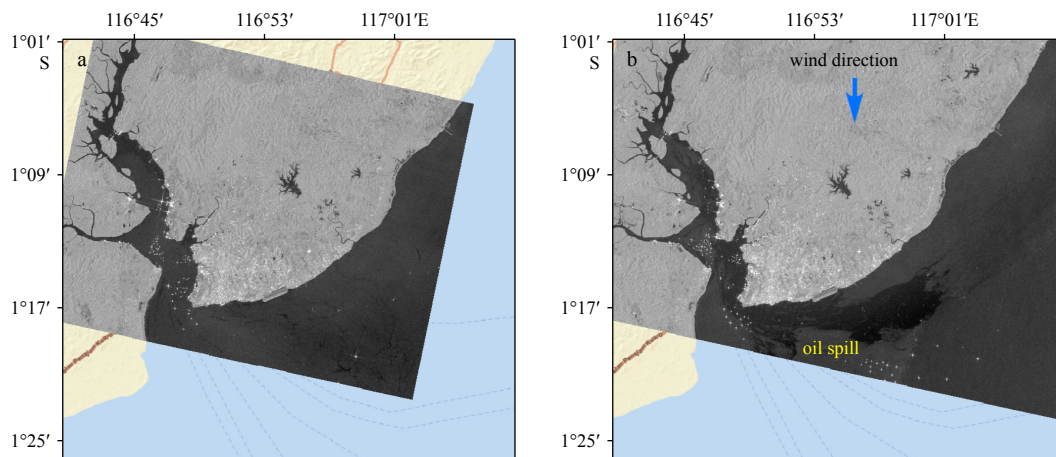 116°45′ 116°53′ 117°01′E 116°45′ 116°53′ 117°01′E
1°01′ S a 1°01′ S b wind direction
1°09′ 1°09′
1°17′ 1°17′
oil spill
1°25′ 1°25′